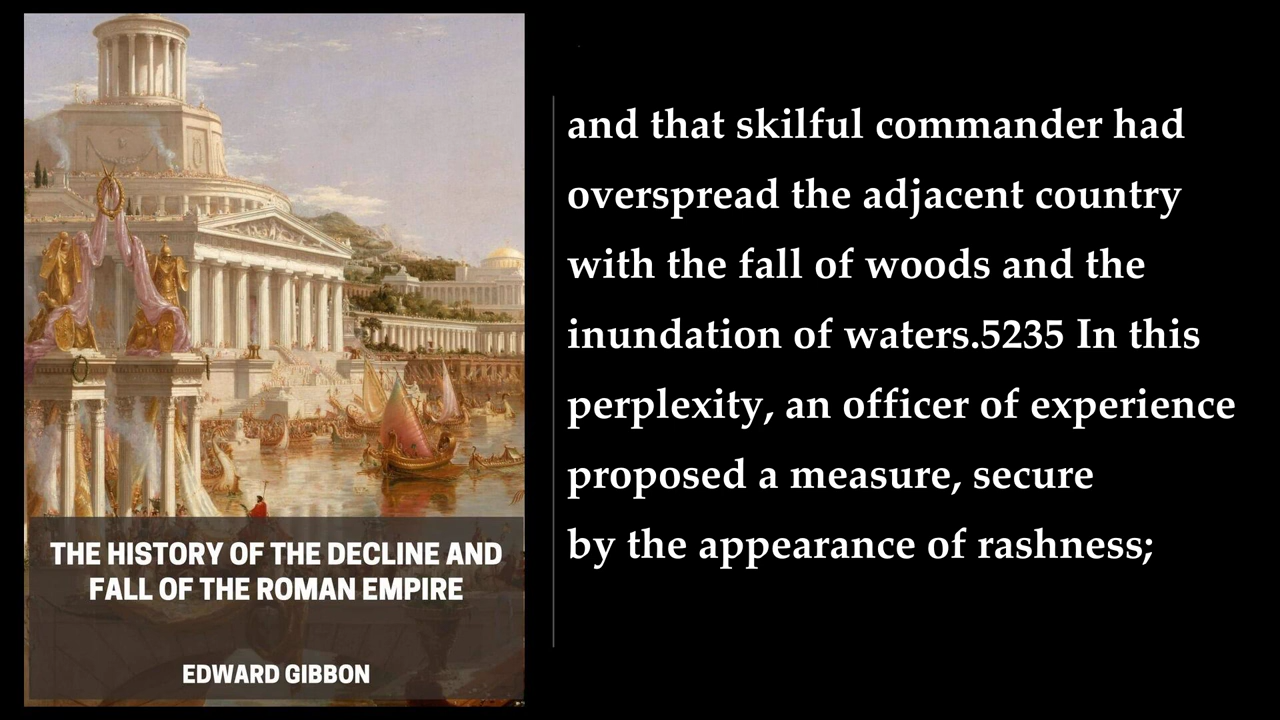 THE HISTORY OF THE DECLINE AND
FALL OF THE ROMAN EMPIRE
EDWARD GIBBON
and that skilful commander had
overspread the adjacent country
with the fall of woods and the
inundation of waters.5235 In this
perplexity, an officer of experience
proposed a measure, secure
by the appearance of rashness;